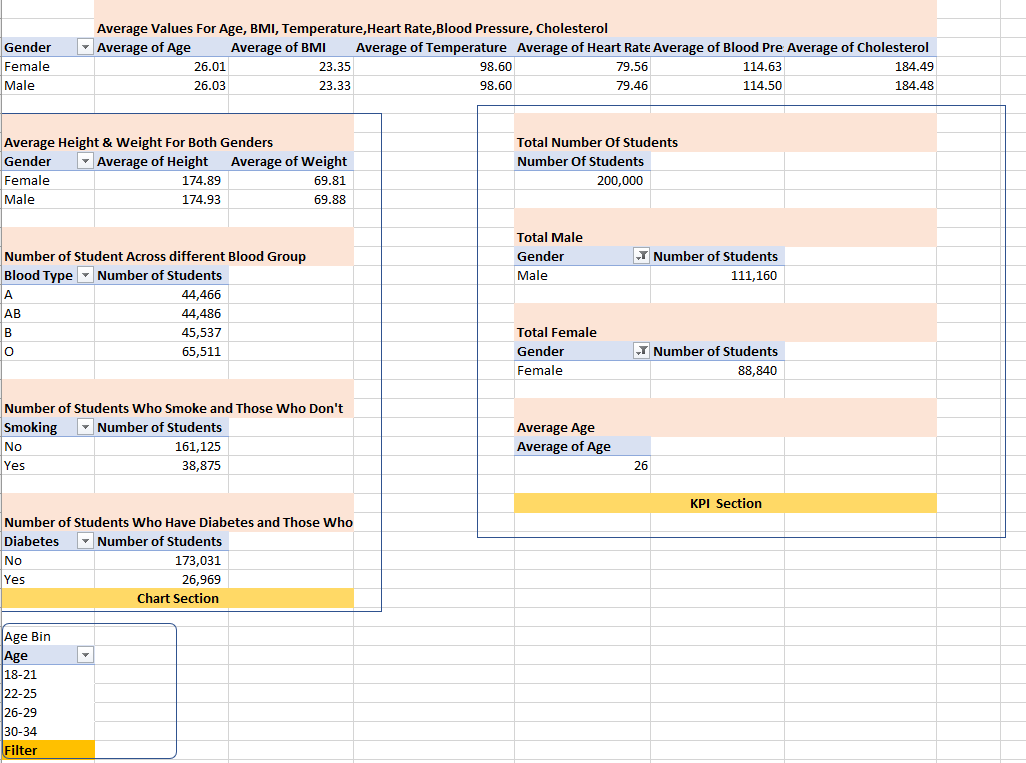 Average Values For Age, BMI, Temperature,Heart Rate,Blood Pressure, Cholesterol
Gender Average of Age Average of BMI Average of Temperature Average of Heart Rate Average of Blood Pre Average of Cholesterol
Female 26.01 23.35 98.60 79.56 114.63 184.49
Male 26.03 23.33 98.60 79.46 114.50 184.48
Average Height & Weight For Both Genders
Gender Average of Height Average of Weight
Female 174.89 69.81
Male 174.93 69.88
Number of Student Across different Blood Group
Blood Type Number of Students
A 44,466
AB 44,486
B 45,537
O 65,511
Number of Students Who Smoke and Those Who Don't
Smoking Number of Students
No 161,125
Yes 38,875
Number of Students Who Have Diabetes and Those Who
Diabetes Number of Students
No 173,031
Yes 26,969
Chart Section
Total Number Of Students
Number Of Students
200,000
Total Male
Gender Number of Students
Male 111,160
Total Female
Gender Number of Students
Female 88,840
Average Age
Average of Age
26
KPI Section
Age Bin
Age
18-21
22-25
26-29
30-34
Filter